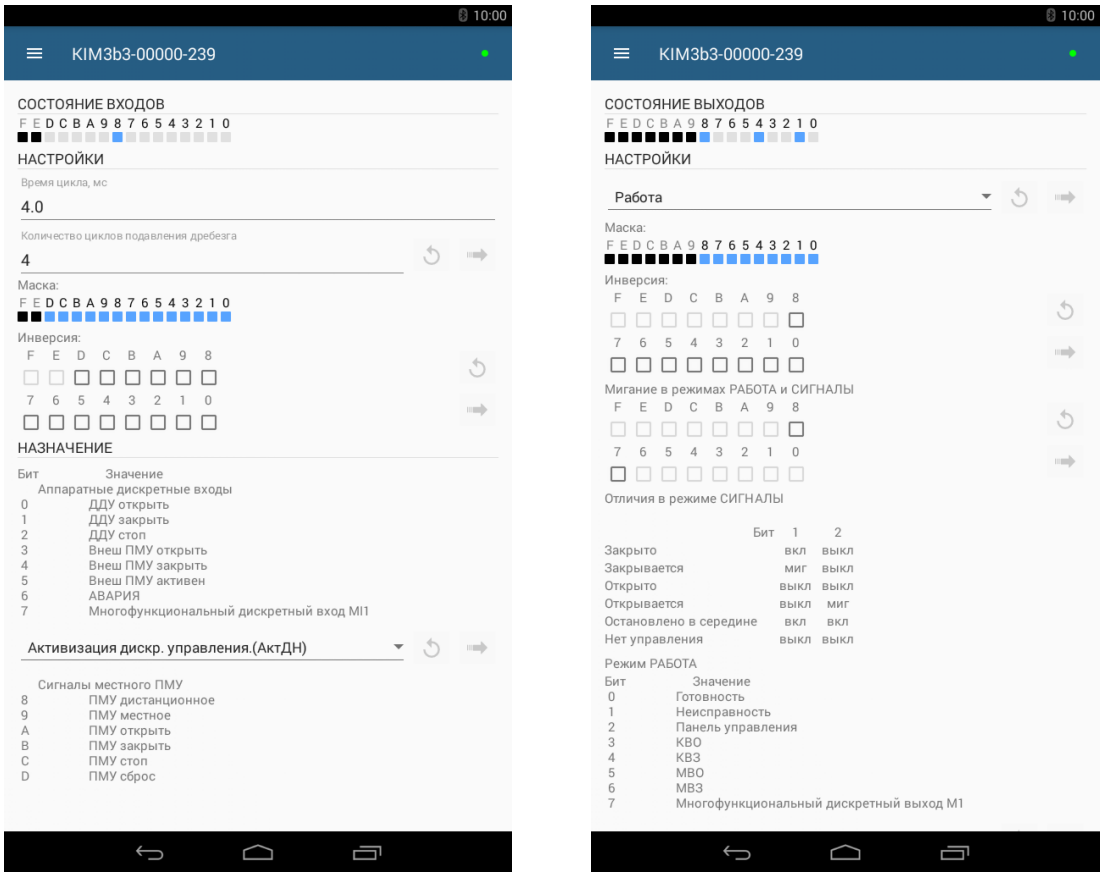 10:00
KIM3b3-00000-239
СОСТОЯНИЕ ВХОДОВ
F E D C B A 9 8 7 6 5 4 3 2 1 0
НАСТРОЙКИ
Время цикла, мс
4.0
Количество циклов подавления дребезга
4
Маска:
F E D C B A 9 8 7 6 5 4 3 2 1 0
Инверсия:
F E D C B A 9 8
7 6 5 4 3 2 1 0
НАЗНАЧЕНИЕ
Бит Значение
Аппаратные дискретные входы
0 ДДУ открыть
1 ДДУ закрыть
2 ДДУ стоп
3 Внеш ПМУ открыть
4 Внеш ПМУ закрыть
5 Внеш ПМУ активен
6 АВАРИЯ
7 Многофункциональный дискретный вход MI1
Активизация дискр. управления.(АктДН)
Сигналы местного ПМУ
8 ПМУ дистанционное
9 ПМУ местное
A ПМУ открыть
B ПМУ закрыть
C ПМУ стоп
D ПМУ сброс
10:00
KIM3b3-00000-239
СОСТОЯНИЕ ВЫХОДОВ
F E D C B A 9 8 7 6 5 4 3 2 1 0
НАСТРОЙКИ
Работа
Маска:
F E D C B A 9 8 7 6 5 4 3 2 1 0
Инверсия:
F E D C B A 9 8
7 6 5 4 3 2 1 0
Мигание в режимах РАБОТА и СИГНАЛЫ
F E D C B A 9 8
7 6 5 4 3 2 1 0
Отличия в режиме СИГНАЛЫ
Бит 1 2
Закрыто вкл выкл
Закрывается миг выкл
Открыто выкл выкл
Открывается выкл миг
Остановлено в середине вкл вкл
Нет управления выкл выкл
Режим РАБОТА
Бит Значение
0 Готовность
1 Неисправность
2 Панель управления
3 КВО
4 КВЗ
5 МВО
6 МВЗ
7 Многофункциональный дискретный выход M1